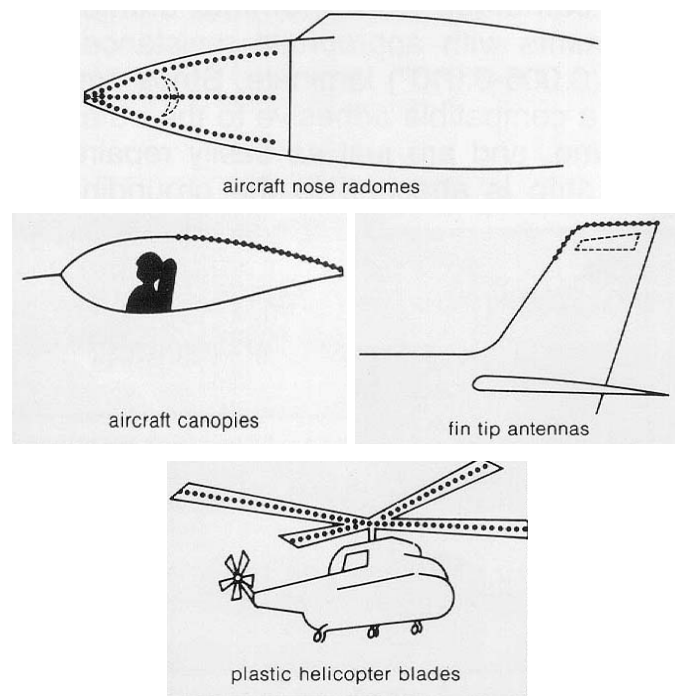 aircraft nose radomes
aircraft canopies
fin tip antennas
plastic helicopter blades